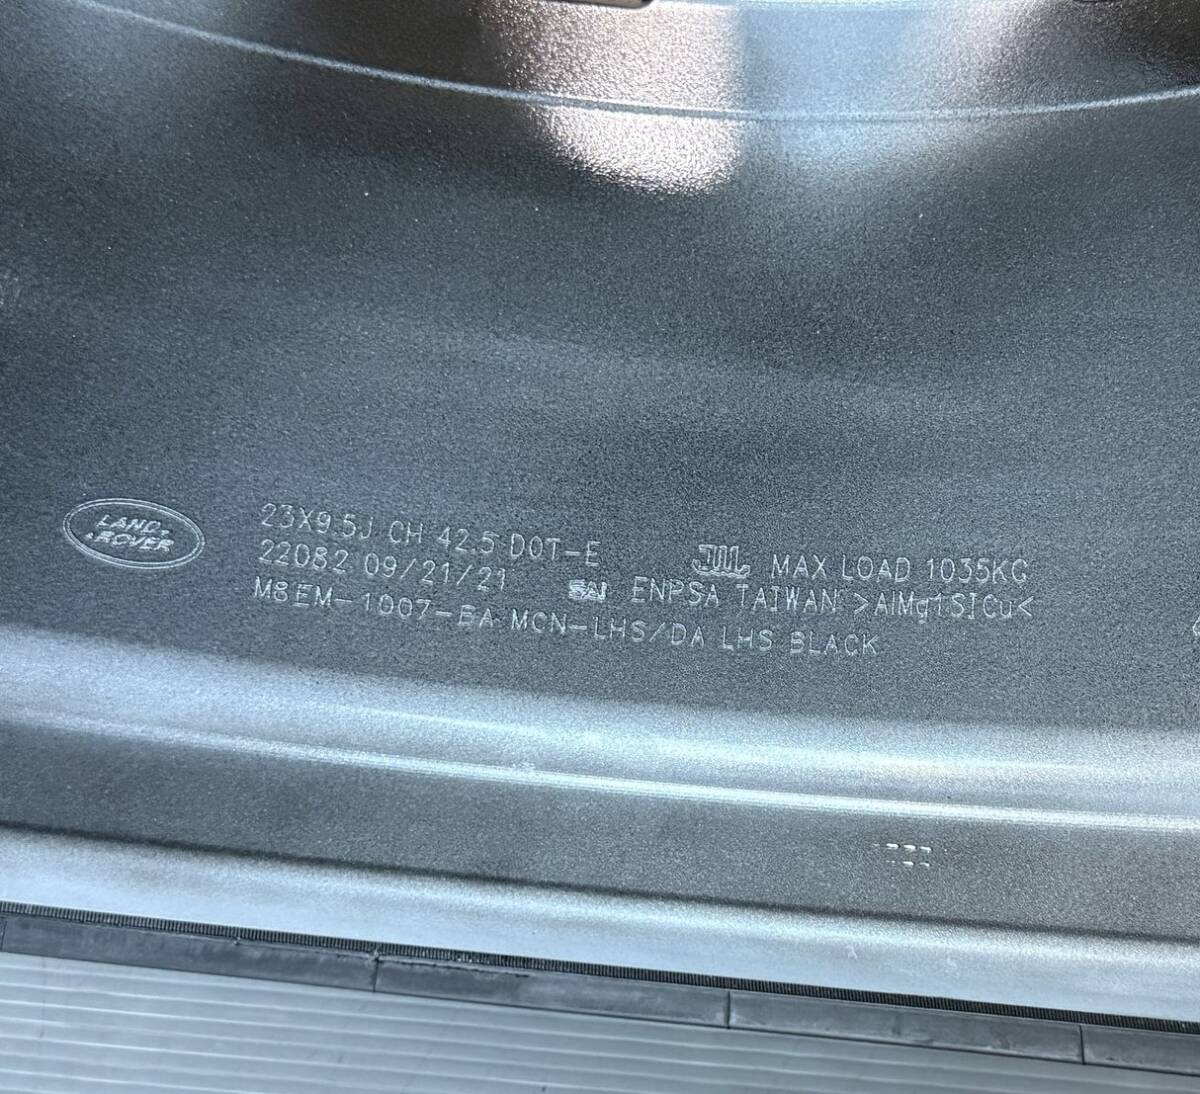 LAND-
ROVER
23X9.5J CH 42.5 DOT-E
22082 09/21/21
M8EM-1007-EA MCN-LHS/DA LHS BLACK
JWL MAX LOAD 1035KG
ENPSA TAIWAN >AlMg1SiCu<